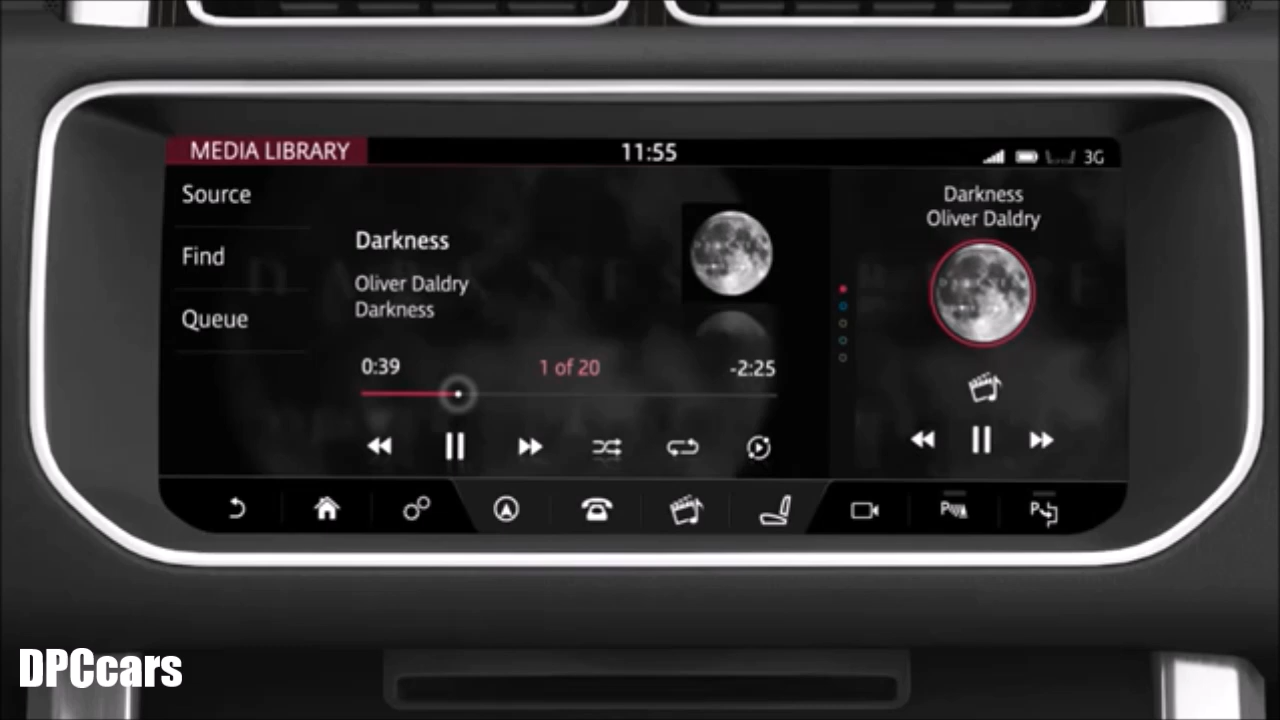 MEDIA LIBRARY
11:55
3G
Source
Find
Queue
Darkness
Oliver Daldry
Darkness
0:39
1 of 20
-2:25
Darkness
Oliver Daldry
P
P
DPCcars